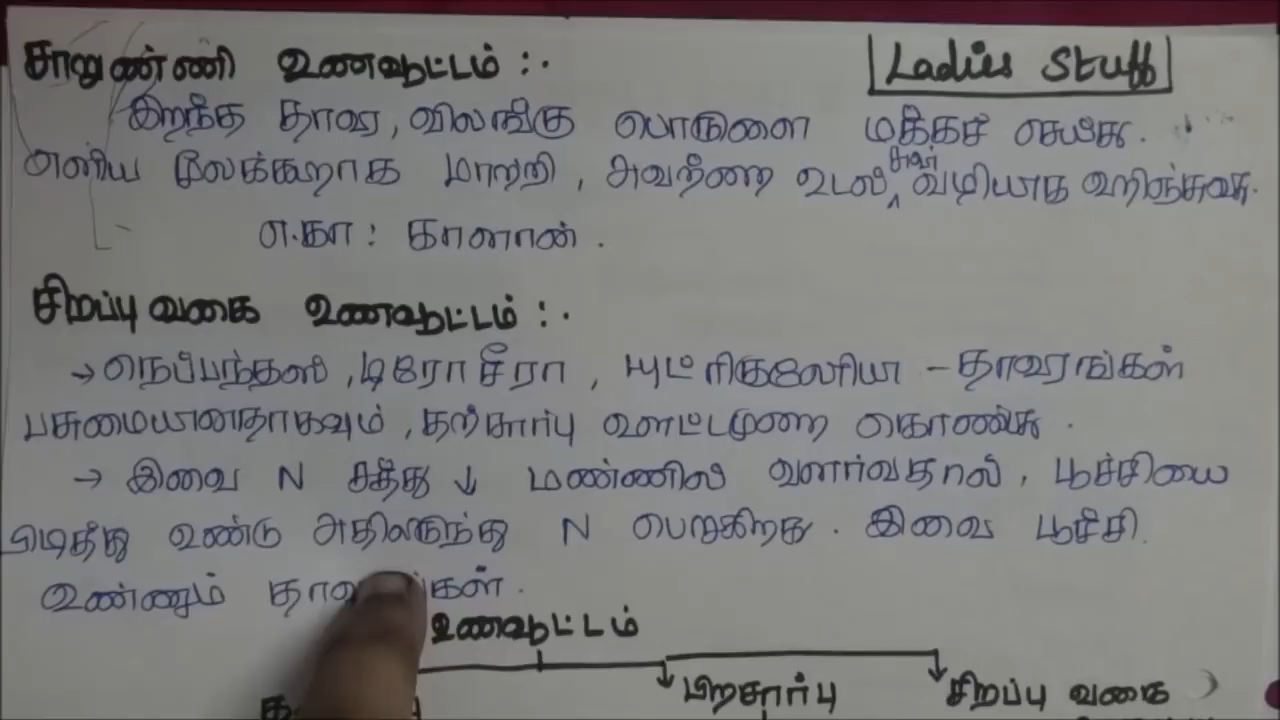 சாறுண்ணி உணவூட்டம் :.
Ladies Stuff
இறந்த தாவர, விலங்கு பொருளை மக்கச் செய்து.
எளிய மூலக்கூறாக மாற்றி, அவற்றை உடல் சுவர் வழியாக உறிஞ்சுவது.
எ.கா : காளான்.
சிறப்பு வகை உணவூட்டம் :.
→ நெப்பந்தஸ், டிரோசீரா, யுட்ரிகுலேரியா - தாவரங்கள்
பசுமையானதாகவும், தற்சார்பு ஊட்டமுறை கொண்டது.
→ இவை N சத்து ↓ மண்ணில் வளர்வதால், பூச்சியை
பிடித்து உண்டு அதிலிருந்து N பெறுகிறது. இவை பூச்சி
உண்ணும் தாவரங்கள்.
உணவூட்டம்
பிறசார்பு
சிறப்பு வகை